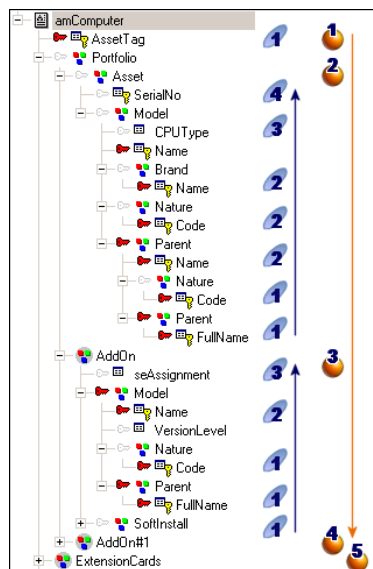 amComputer
AssetTag 1 1
Portfolio 2
Asset
SerialNo 4
Model
CPUType 3
Name
Brand
Name 2
Nature
Code 2
Parent
Name 2
Nature
Code 1
Parent
FullName 1
AddOn 3
seAssignment 3
Model
Name 2
VersionLevel
Nature
Code 1
Parent
FullName 1
SoftInstall 1
AddOn#1 4
ExtensionCards 5